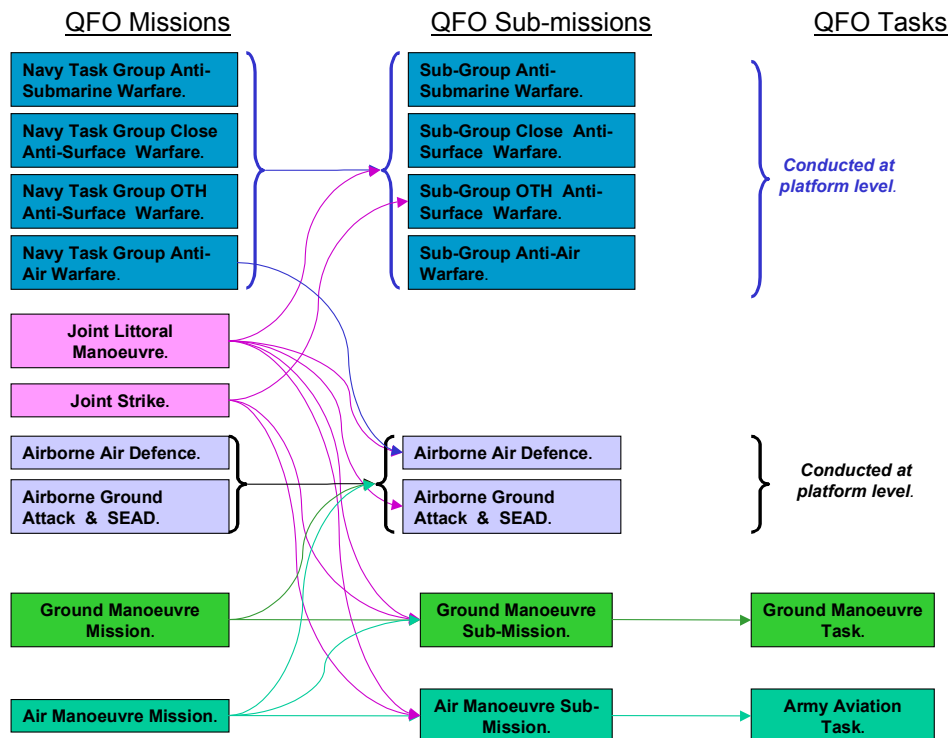 QFO Missions
QFO Sub-missions
QFO Tasks
Navy Task Group Anti-
Submarine Warfare.
Navy Task Group Close
Anti-Surface Warfare.
Navy Task Group OTH
Anti-Surface Warfare.
Navy Task Group Anti-
Air Warfare.
Sub-Group Anti-
Submarine Warfare.
Sub-Group Close Anti-
Surface Warfare.
Sub-Group OTH Anti-
Surface Warfare.
Sub-Group Anti-Air
Warfare.
Conducted at
platform level.
Joint Littoral
Manoeuvre.
Joint Strike.
Airborne Air Defence.
Airborne Ground
Attack & SEAD.
Airborne Air Defence.
Airborne Ground
Attack & SEAD.
Conducted at
platform level.
Ground Manoeuvre
Mission.
Ground Manoeuvre
Sub-Mission.
Ground Manoeuvre
Task.
Air Manoeuvre Mission.
Air Manoeuvre Sub-
Mission.
Army Aviation
Task.